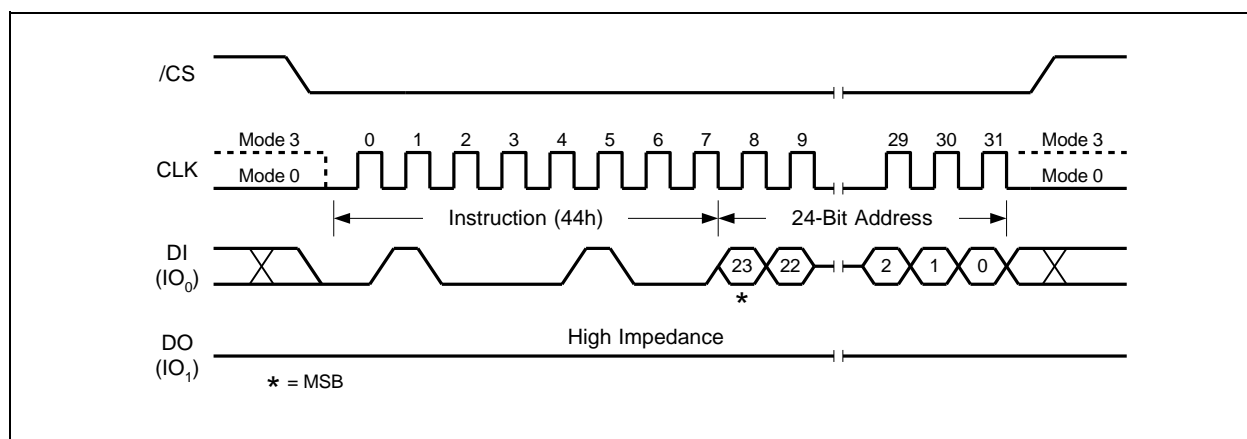 /CS
Mode 3 0 1 2 3 4 5 6 7 8 9 29 30 31 Mode 3
CLK
Mode 0 Mode 0
Instruction (44h) 24-Bit Address
DI
(IO0)
23 22 2 1 0
*
DO
(IO1)
High Impedance
* = MSB